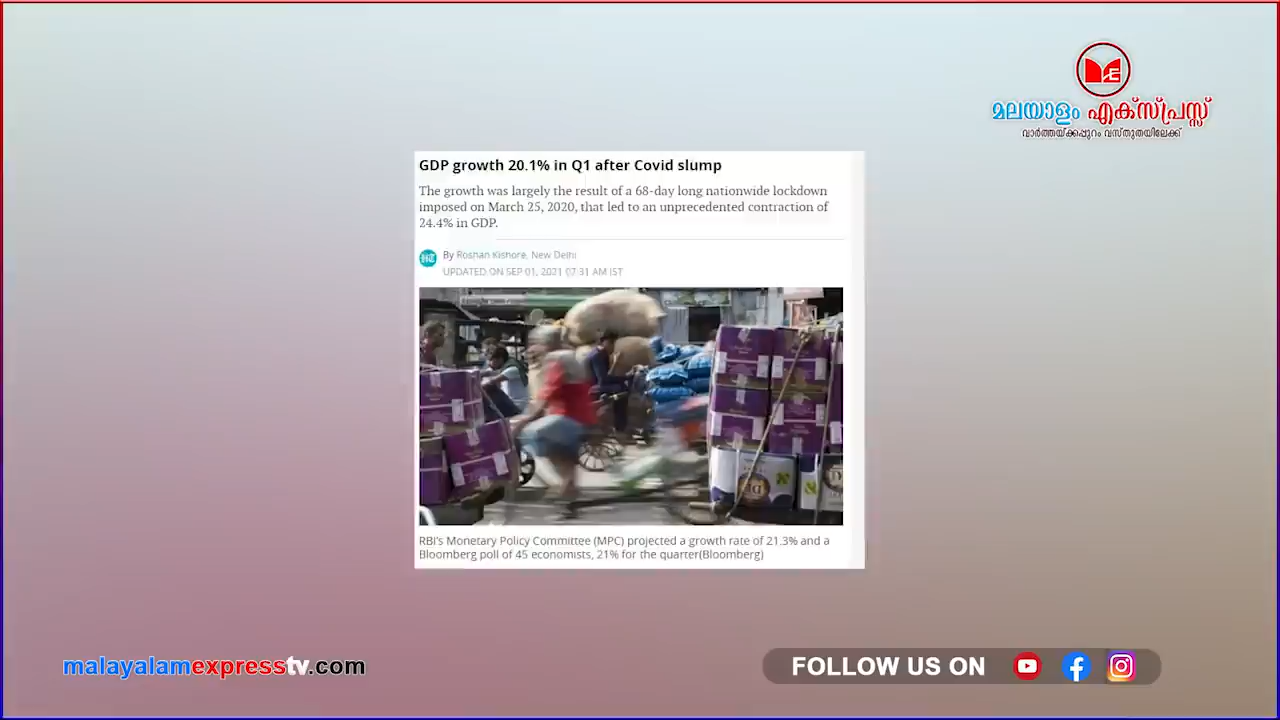 മലയാളം എക്സ്പ്രസ്സ്
വാർത്തയ്ക്കപ്പുറം വസ്തുതയിലേക്ക്
GDP growth 20.1% in Q1 after Covid slump
The growth was largely the result of a 68-day long nationwide lockdown
imposed on March 25, 2020, that led to an unprecedented contraction of
24.4% in GDP.
By Roshan Kishore, New Delhi
UPDATED ON SEP 01, 2021 07:31 AM IST
RBI's Monetary Policy Committee (MPC) projected a growth rate of 21.3% and a
Bloomberg poll of 45 economists, 21% for the quarter(Bloomberg)
malayalamexpresstv.com
FOLLOW US ON